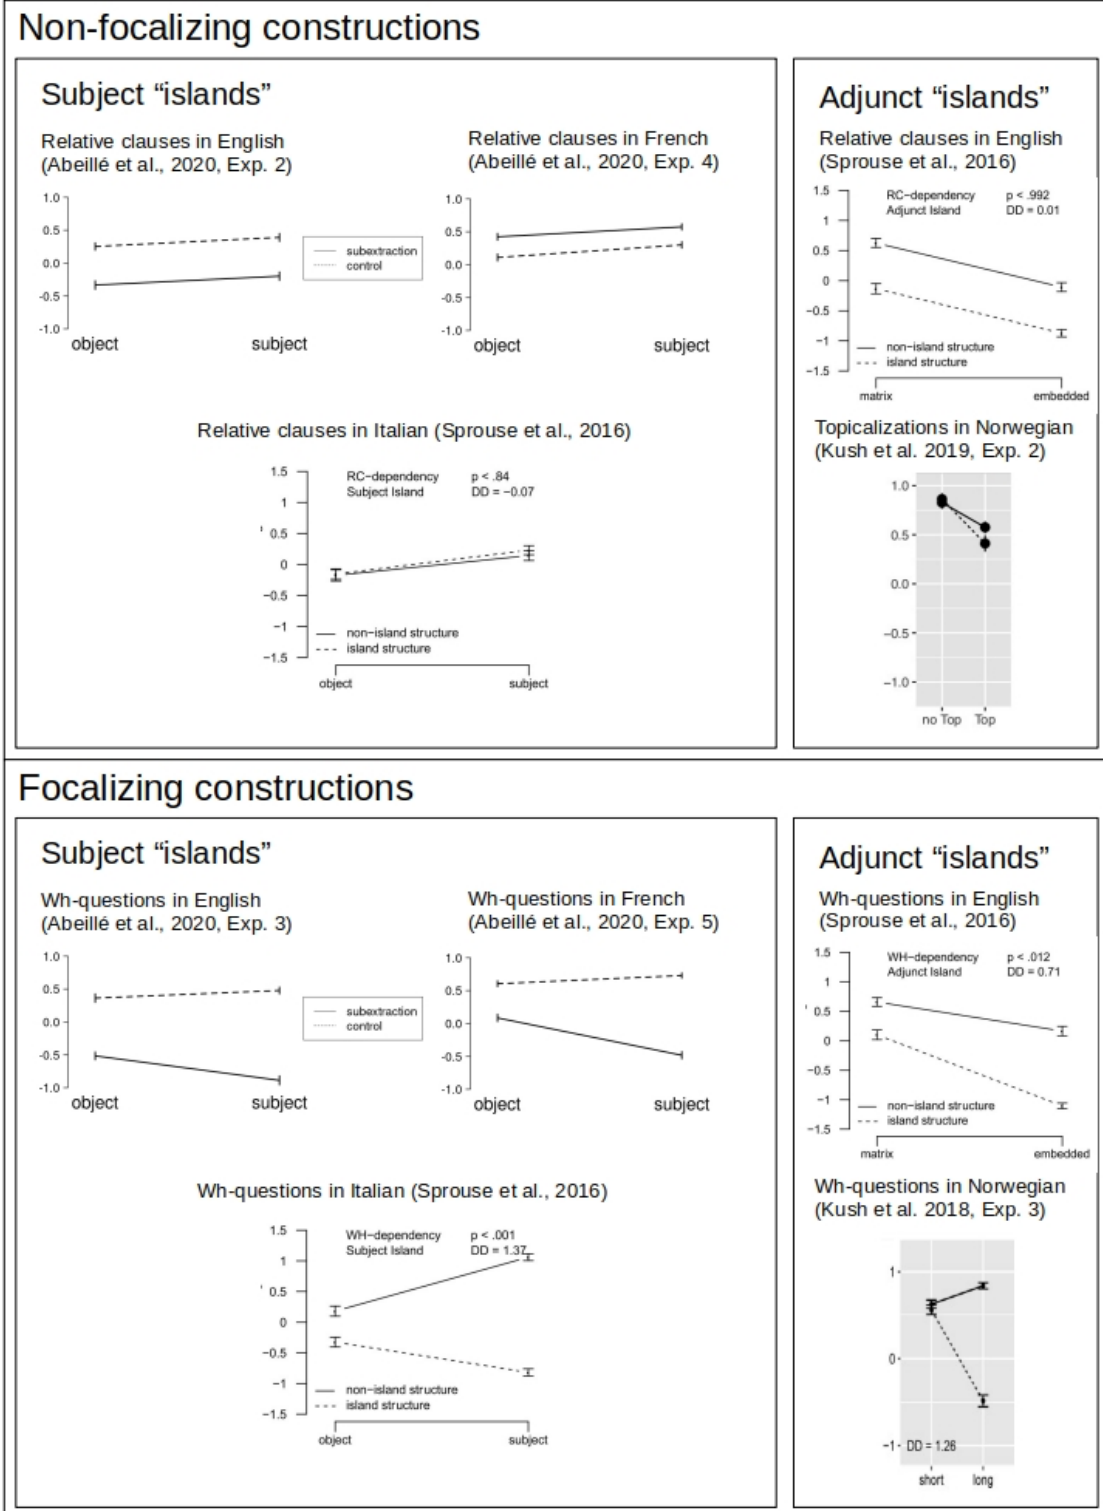 Non-focalizing constructions
Subject “islands”
Relative clauses in English
(Abeillé et al., 2020, Exp. 2)
1.0
0.5
0.0
-0.5
-1.0
object
subject
subextraction
control
Relative clauses in French
(Abeillé et al., 2020, Exp. 4)
1.0
0.5
0.0
-0.5
-1.0
object
subject
Relative clauses in Italian (Sprouse et al., 2016)
RC−dependency p < .84
Subject Island DD = −0.07
1.5
1
0.5
0
−0.5
−1
−1.5
non−island structure
island structure
object
subject
Adjunct “islands”
Relative clauses in English
(Sprouse et al., 2016)
RC−dependency p < .992
Adjunct Island DD = 0.01
1.5
1
0.5
0
−0.5
−1
−1.5
non−island structure
island structure
matrix
embedded
Topicalizations in Norwegian
(Kush et al. 2019, Exp. 2)
1.0
0.5
0.0
−0.5
−1.0
no Top Top
Focalizing constructions
Subject “islands”
Wh-questions in English
(Abeillé et al., 2020, Exp. 3)
1.0
0.5
0.0
-0.5
-1.0
object
subject
subextraction
control
Wh-questions in French
(Abeillé et al., 2020, Exp. 5)
1.0
0.5
0.0
-0.5
-1.0
object
subject
Wh-questions in Italian (Sprouse et al., 2016)
WH−dependency p < .001
Subject Island DD = 1.37
1.5
1
0.5
0
−0.5
−1
−1.5
non−island structure
island structure
object
subject
Adjunct “islands”
Wh-questions in English
(Sprouse et al., 2016)
WH−dependency p < .012
Adjunct Island DD = 0.71
1.5
1
0.5
0
−0.5
−1
−1.5
non−island structure
island structure
matrix
embedded
Wh-questions in Norwegian
(Kush et al. 2018, Exp. 3)
1
0
−1
DD = 1.26
short long